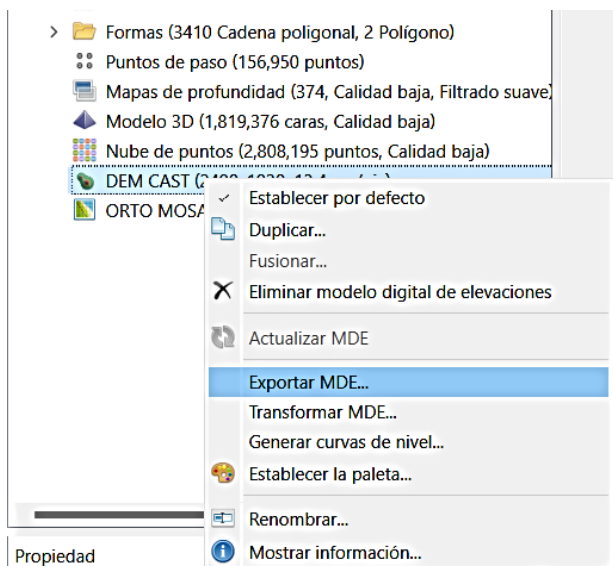 Formas (3410 Cadena poligonal, 2 Polígono)
Puntos de paso (156,950 puntos)
Mapas de profundidad (374, Calidad baja, Filtrado suave)
Modelo 3D (1,819,376 caras, Calidad baja)
Nube de puntos (2,808,195 puntos, Calidad baja)
DEM CAST
ORTO MOSA
Establecer por defecto
Duplicar...
Fusionar...
Eliminar modelo digital de elevaciones
Actualizar MDE
Exportar MDE...
Transformar MDE...
Generar curvas de nivel...
Establecer la paleta...
Renombrar...
Mostrar información...
Propiedad